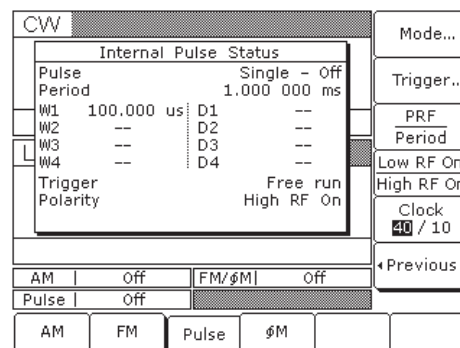 CW
Internal Pulse Status
Pulse Single - Off
Period 1.000 000 ms
W1 100.000 us D1 --
W2 -- D2 --
W3 -- D3 --
W4 -- D4 --
Trigger Free run
Polarity High RF On
L
AM Off FM/φM Off
Pulse Off
AM FM Pulse φM
Mode...
Trigger..
PRF
Period
Low RF On
High RF On
Clock
40 / 10
Previous